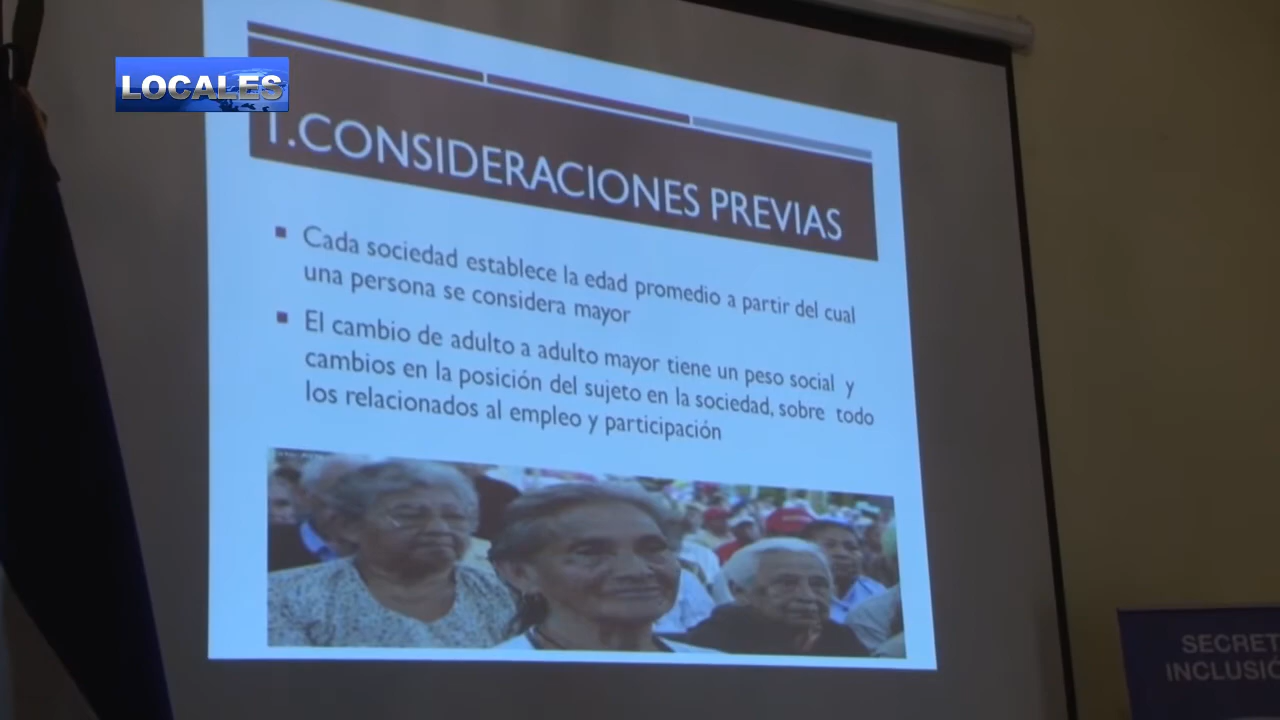 LOCALES
1.CONSIDERACIONES PREVIAS
Cada sociedad establece la edad promedio a partir del cual
una persona se considera mayor
El cambio de adulto a adulto mayor tiene un peso social y
cambios en la posición del sujeto en la sociedad, sobre todo
los relacionados al empleo y participación
SECRET
INCLUSIÓ